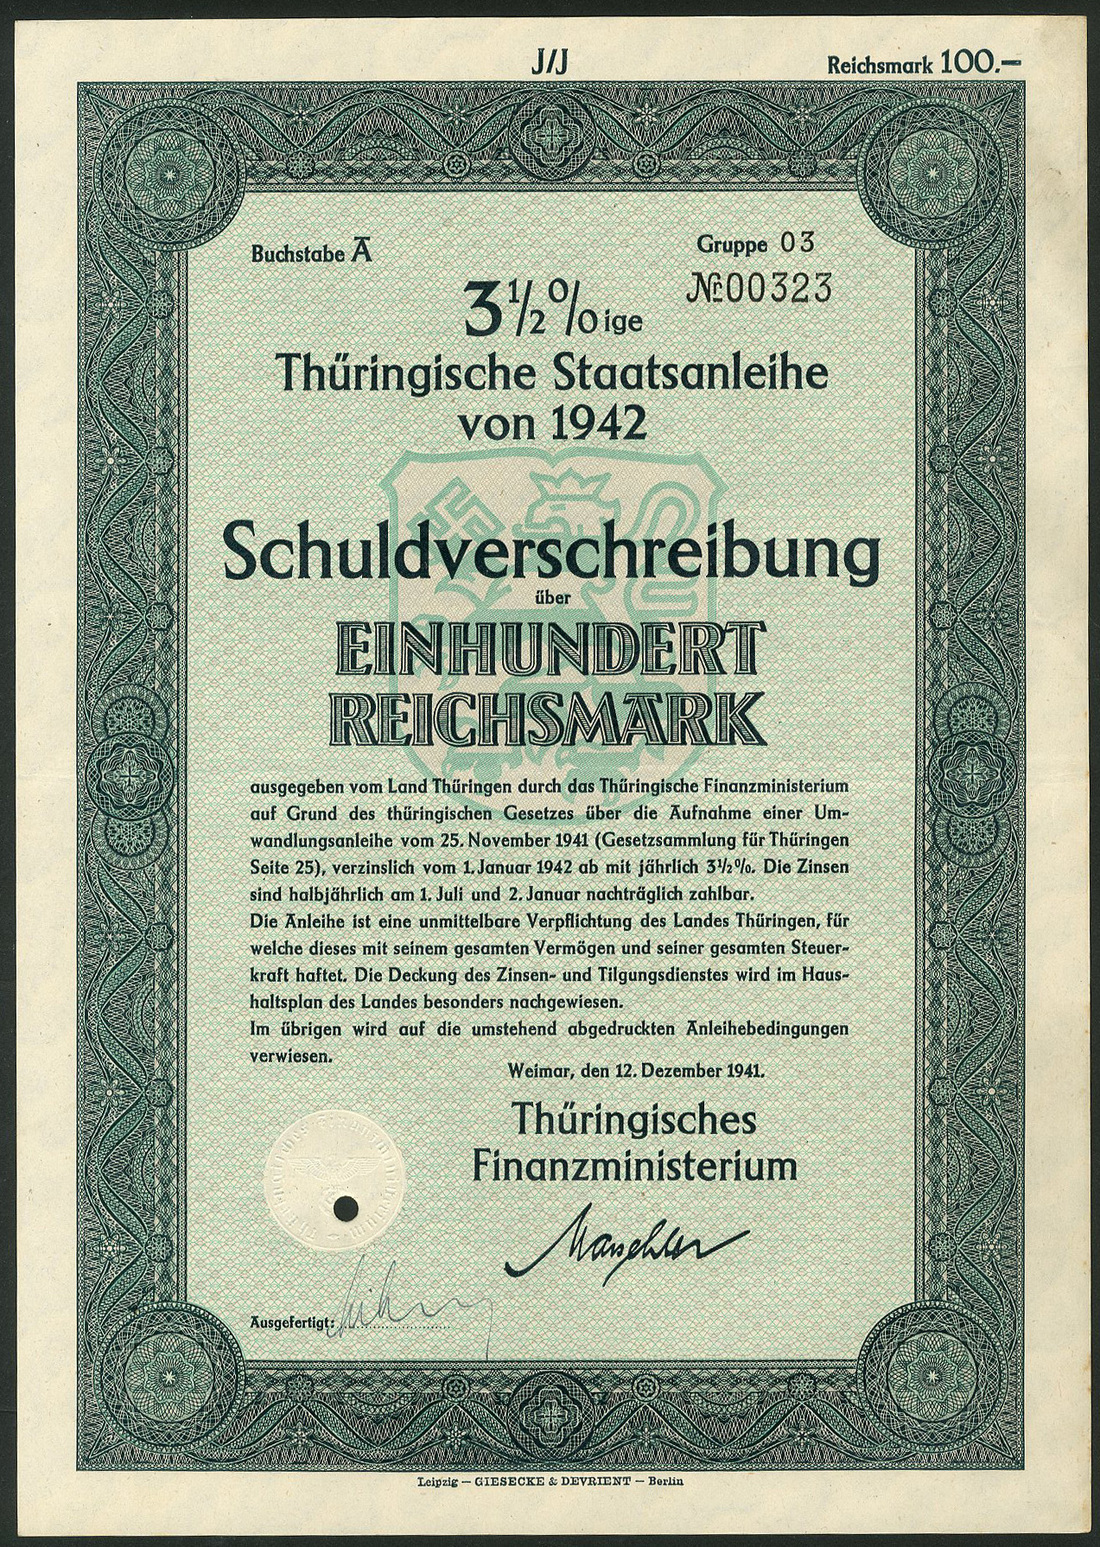 J/J
Reichsmark 100.–
Buchstabe A
Gruppe 03
№ 00323
3½%ige
Thüringische Staatsanleihe
von 1942
Schuldverschreibung
über
EINHUNDERT
REICHSMARK
ausgegeben vom Land Thüringen durch das Thüringische Finanzministerium
auf Grund des thüringischen Gesetzes über die Aufnahme einer Um-
wandlungsanleihe vom 25. November 1941 (Gesetzsammlung für Thüringen
Seite 25), verzinslich vom 1. Januar 1942 ab mit jährlich 3½%. Die Zinsen
sind halbjährlich am 1. Juli und 2. Januar nachträglich zahlbar.
Die Anleihe ist eine unmittelbare Verpflichtung des Landes Thüringen, für
welche dieses mit seinem gesamten Vermögen und seiner gesamten Steuer-
kraft haftet. Die Deckung des Zinsen- und Tilgungsdienstes wird im Haus-
haltsplan des Landes besonders nachgewiesen.
Im übrigen wird auf die umstehend abgedruckten Anleihebedingungen
verwiesen.
Weimar, den 12. Dezember 1941.
Thüringisches
Finanzministerium
Ausgefertigt:
Leipzig — GIESECKE & DEVRIENT — Berlin